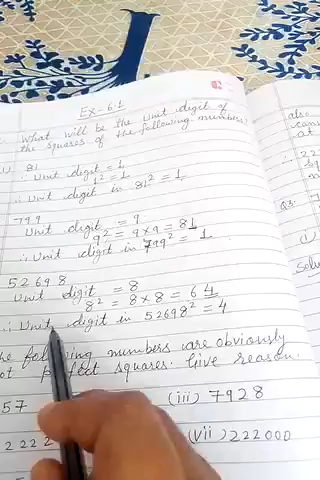 Ex-6.1
What will be the unit digit of
the squares of the following numbers?
81
∴ Unit digit = 1
1² = 1
∴ Unit digit in 81² = 1
799
Unit digit = 9
9² = 9 × 9 = 81
∴ Unit digit in 799² = 1
52698
Unit digit = 8
8² = 8 × 8 = 64
∴ Unit digit in 52698² = 4
following numbers are obviously
perfect squares. Give reason.
57
(iii) 7928
222
(vii) 222000
also
at
Q3.